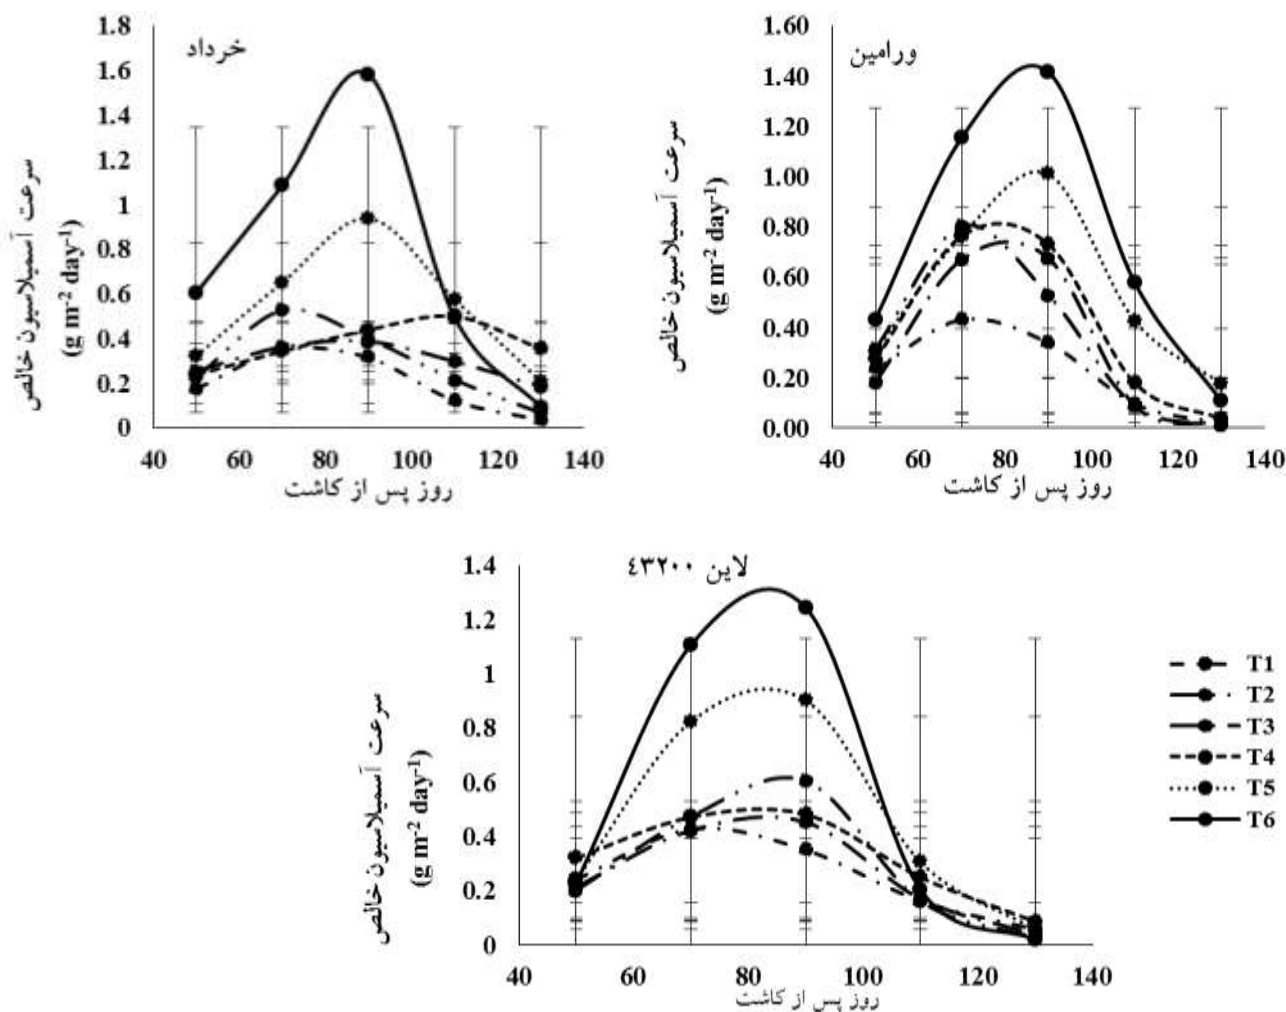 خرداد
سرعت آسمیلاسیون خالص
(g m⁻² day⁻¹)
1.8
1.6
1.4
1.2
1
0.8
0.6
0.4
0.2
0
40 60 80 100 120 140
روز پس از کاشت
ورامین
سرعت آسمیلاسیون خالص
(g m⁻² day⁻¹)
1.60
1.40
1.20
1.00
0.80
0.60
0.40
0.20
0.00
40 60 80 100 120 140
روز پس از کاشت
لاین ٤٣٢٠٠
سرعت آسمیلاسیون خالص
(g m⁻² day⁻¹)
1.4
1.2
1
0.8
0.6
0.4
0.2
0
40 60 80 100 120 140
روز پس از کاشت
T1
T2
T3
T4
T5
T6